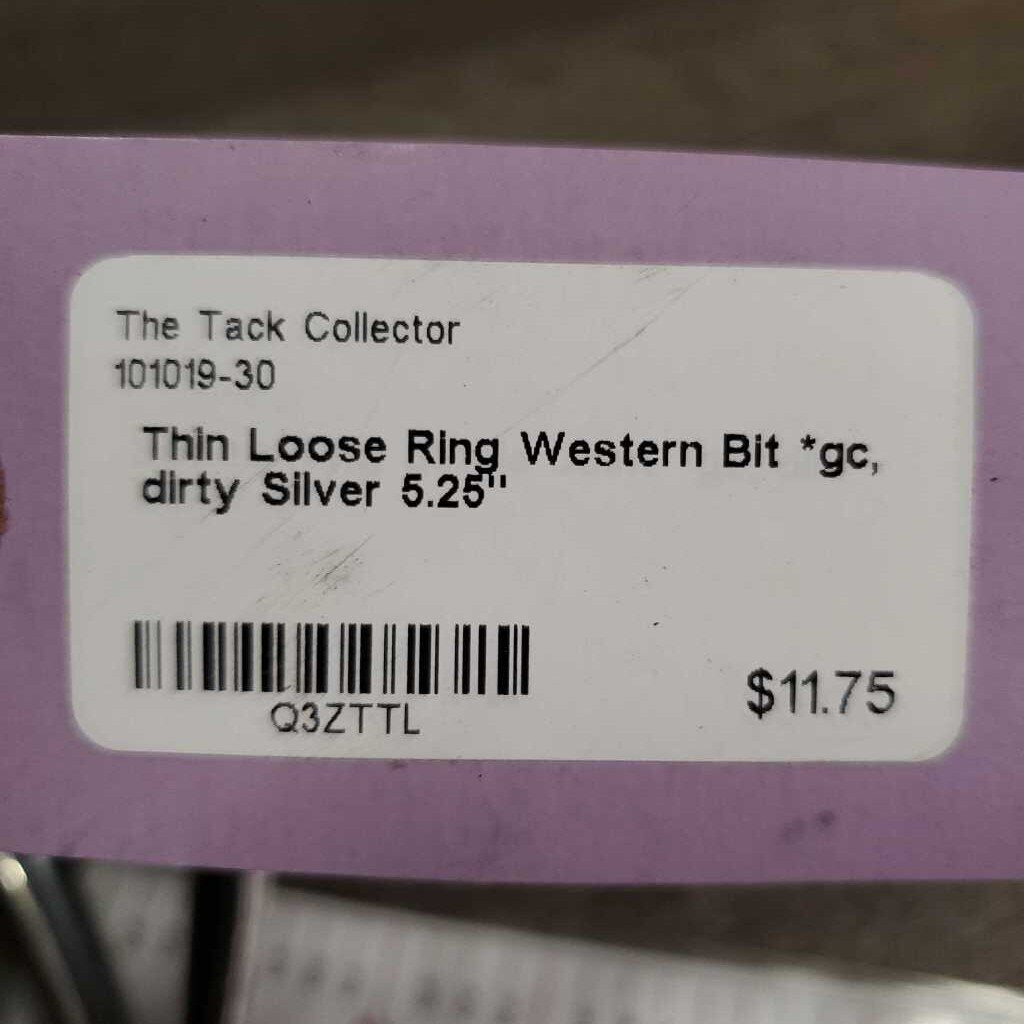 The Tack Collector
101019-30
Thin Loose Ring Western Bit *gc,
dirty Silver 5.25"
Q3ZTTL
$11.75